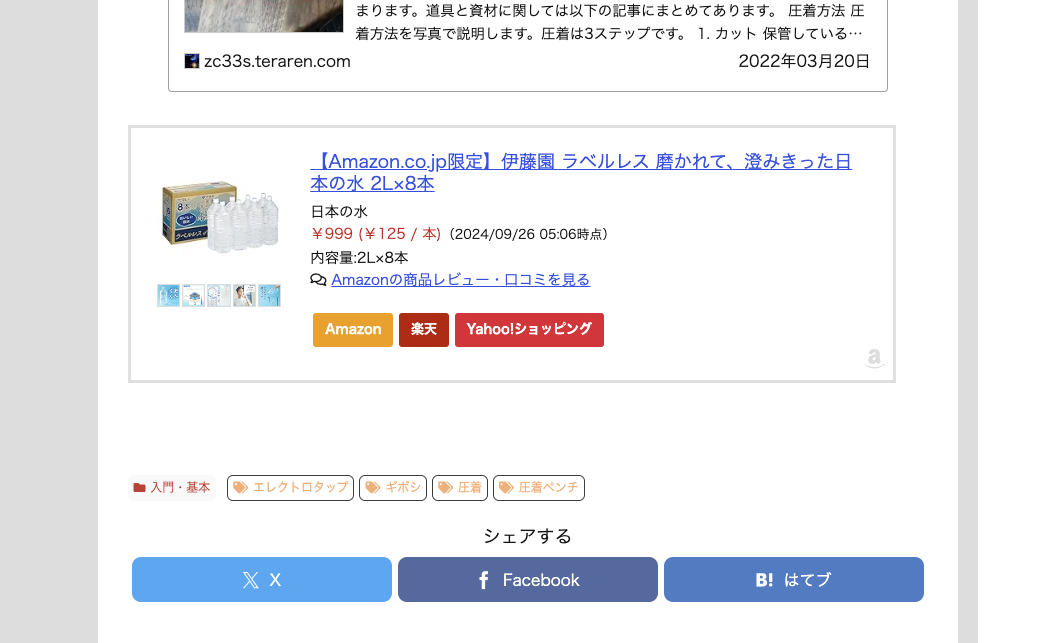 まります。道具と資材に関しては以下の記事にまとめてあります。 圧着方法 圧
着方法を写真で説明します。圧着は3ステップです。 1. カット 保管している…
zc33s.teraren.com 2022年03月20日
【Amazon.co.jp限定】伊藤園 ラベルレス 磨かれて、澄みきった日
本の水 2L×8本
日本の水
￥999 (￥125 / 本) (2024/09/26 05:06時点)
内容量:2L×8本
Amazonの商品レビュー・口コミを見る
Amazon 楽天 Yahoo!ショッピング
入門・基本 エレクトロタップ ギボシ 圧着 圧着ペンチ
シェアする
X Facebook B! はてブ